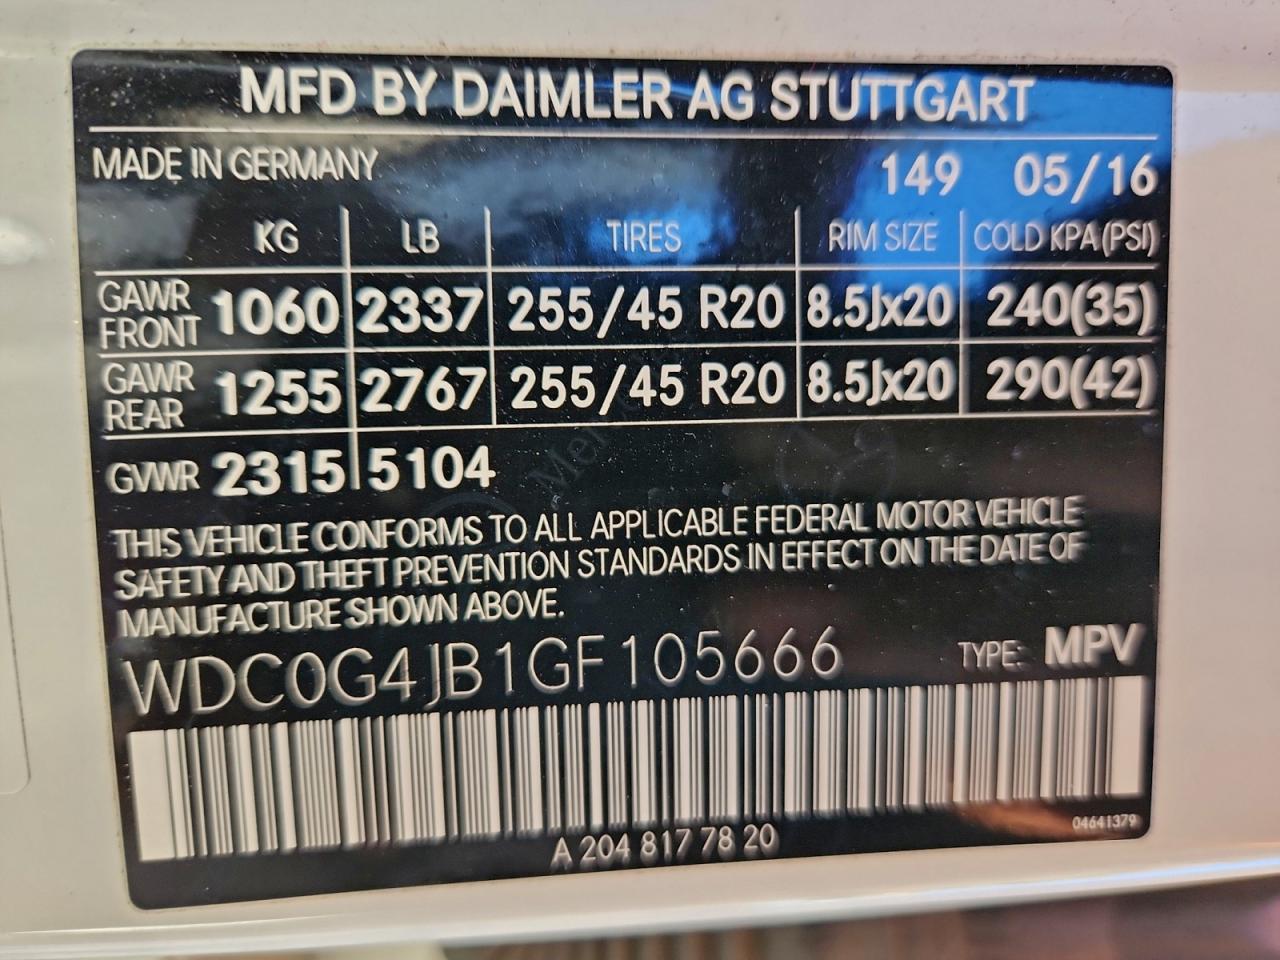 MFD BY DAIMLER AG STUTTGART
MADE IN GERMANY 149 05/16
KG LB TIRES RIM SIZE COLD KPA(PSI)
GAWR FRONT 1060 2337 255/45 R20 8.5Jx20 240(35)
GAWR REAR 1255 2767 255/45 R20 8.5Jx20 290(42)
GVWR 2315 5104
THIS VEHICLE CONFORMS TO ALL APPLICABLE FEDERAL MOTOR VEHICLE
SAFETY AND THEFT PREVENTION STANDARDS IN EFFECT ON THE DATE OF
MANUFACTURE SHOWN ABOVE.
WDC0G4JB1GF105666 TYPE: MPV
04641379
A 204 817 78 20